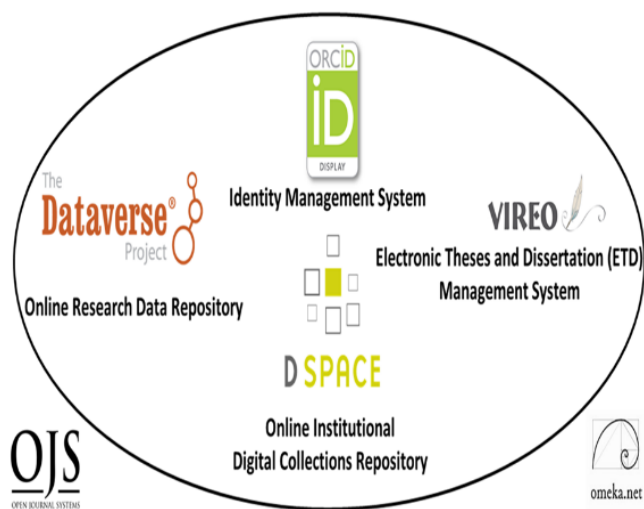 ORCiD
iD
DISPLAY
Identity Management System
The
Dataverse®
Project
Online Research Data Repository
VIREO
Electronic Theses and Dissertation (ETD)
Management System
D SPACE
Online Institutional
Digital Collections Repository
OJS
OPEN JOURNAL SYSTEMS
omeka.net